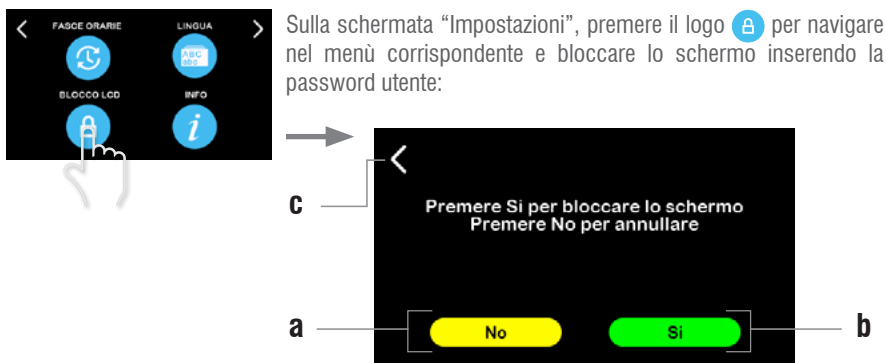 FASCE ORARIE
LINGUA
ABC
abc
BLOCCO LCD
INFO
i
Sulla schermata “Impostazioni”, premere il logo per navigare
nel menù corrispondente e bloccare lo schermo inserendo la
password utente:
c
Premere Si per bloccare lo schermo
Premere No per annullare
a
No
Si
b